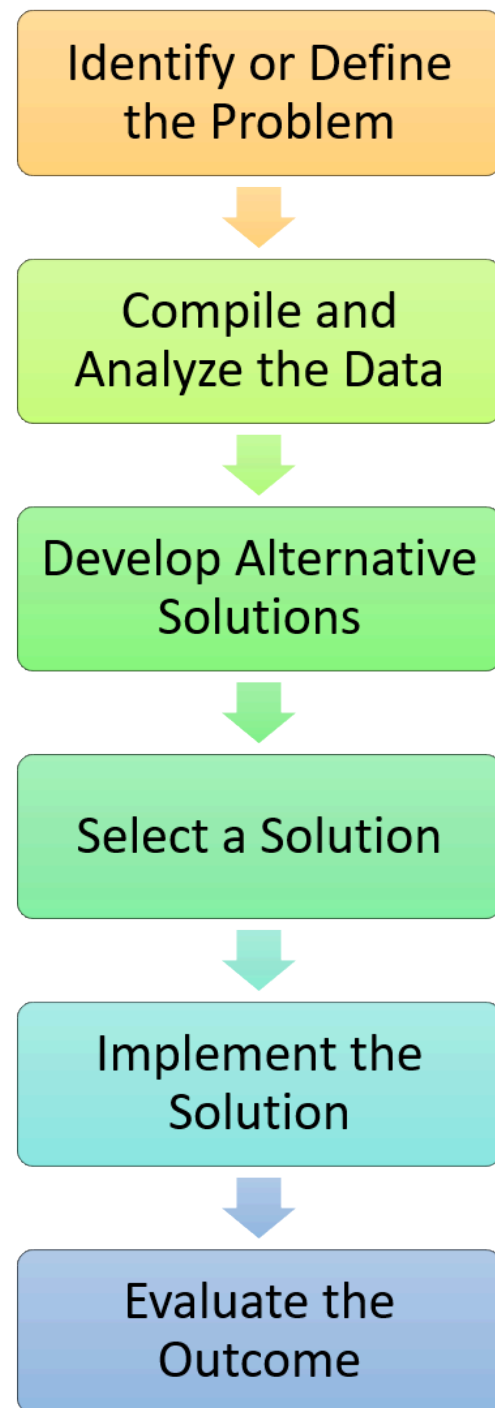 Identify or Define
the Problem
Compile and
Analyze the Data
Develop Alternative
Solutions
Select a Solution
Implement the
Solution
Evaluate the
Outcome